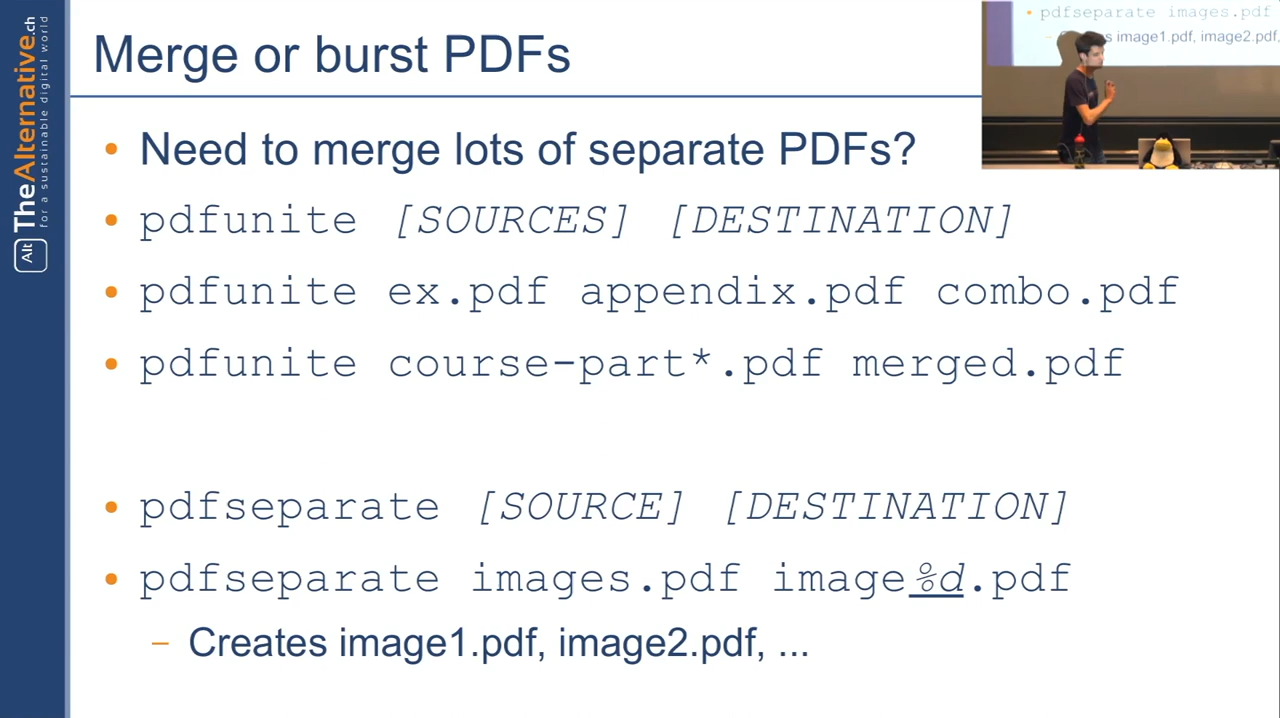 TheAlternative.ch
for a sustainable digital world
Alt
Merge or burst PDFs
• Need to merge lots of separate PDFs?
• pdfunite [SOURCES] [DESTINATION]
• pdfunite ex.pdf appendix.pdf combo.pdf
• pdfunite course-part*.pdf merged.pdf
• pdfseparate [SOURCE] [DESTINATION]
• pdfseparate images.pdf image%d.pdf
– Creates image1.pdf, image2.pdf, ...
• pdfseparate images.pdf
image1.pdf, image2.pdf,